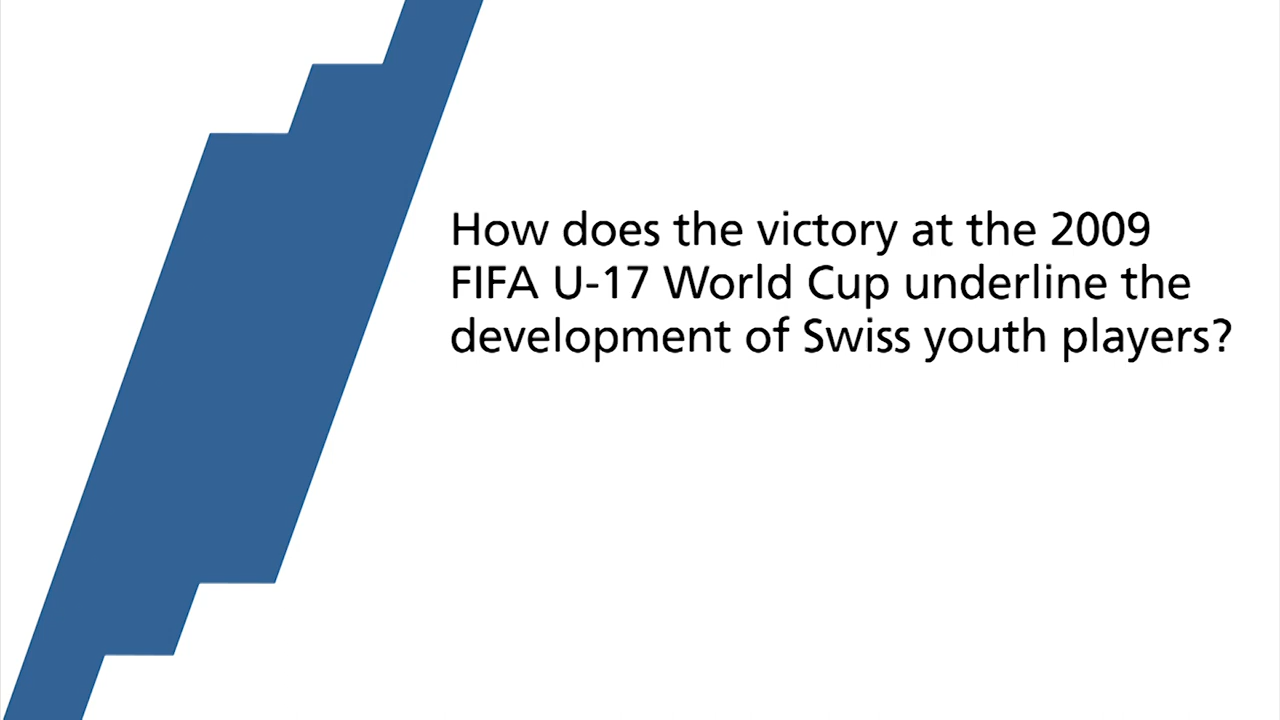 How does the victory at the 2009
FIFA U-17 World Cup underline the
development of Swiss youth players?